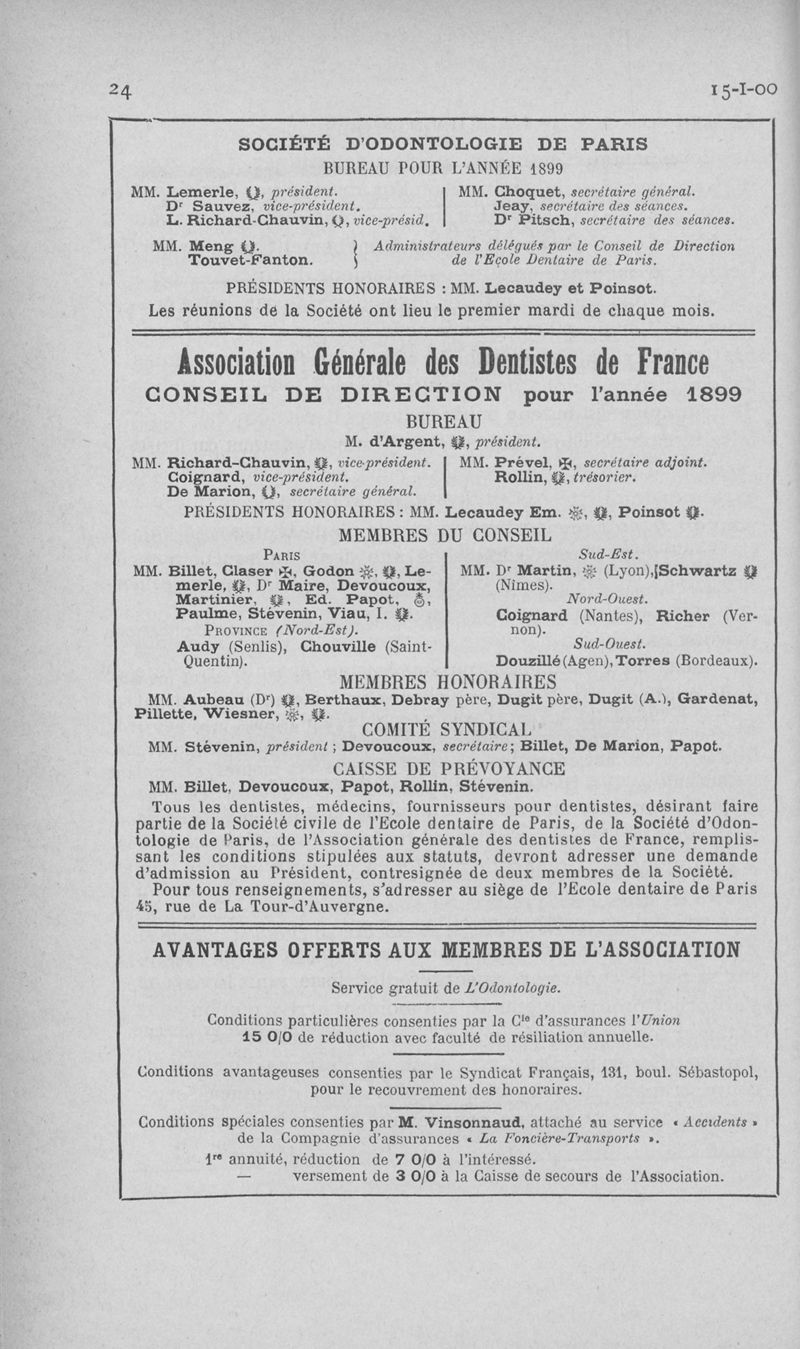 24
15-I-00
SOCIÉTÉ D'ODONTOLOGIE DE PARIS
BUREAU POUR L'ANNÉE 1899
MM. Lemerle, président.
Dr Sauvez, vice-président.
L. Richard-Chauvin, vice-présid.
MM. Choquet, secrétaire général.
Jeay, secrétaire des séances.
Dr Pitsch, secrétaire des séances.
MM. Meng
Touvet-Fanton.
Administrateurs délégués par le Conseil de Direction
de l'Ecole Dentaire de Paris.
PRÉSIDENTS HONORAIRES : MM. Lecaudey et Poinsot.
Les réunions de la Société ont lieu le premier mardi de chaque mois.
Association Générale des Dentistes de France
CONSEIL DE DIRECTION pour l'année 1899
BUREAU
M. d'Argent, président.
MM. Richard-Chauvin, vice-président.
Coignard, vice-président.
De Marion, secrétaire général.
MM. Prével, ✠, secrétaire adjoint.
Rollin, trésorier.
PRÉSIDENTS HONORAIRES : MM. Lecaudey Em. Poinsot
MEMBRES DU CONSEIL
PARIS
MM. Billet, Claser ✠, Godon Le-
merle, Dr Maire, Devoucoux,
Martinier, Ed. Papot,
Paulme, Stévenin, Viau, I.
PROVINCE (Nord-Est).
Audy (Senlis), Chouville (Saint-
Quentin).
Sud-Est.
MM. Dr Martin, (Lyon),[Schwartz
(Nimes).
Nord-Ouest.
Coignard (Nantes), Richer (Ver-
non).
Sud-Ouest.
Douzillé (Agen), Torres (Bordeaux).
MEMBRES HONORAIRES
MM. Aubeau (Dr) Berthaux, Debray père, Dugit père, Dugit (A.), Gardenat,
Pillette, Wiesner,
COMITÉ SYNDICAL
MM. Stévenin, président ; Devoucoux, secrétaire; Billet, De Marion, Papot.
CAISSE DE PRÉVOYANCE
MM. Billet, Devoucoux, Papot, Rollin, Stévenin.
Tous les dentistes, médecins, fournisseurs pour dentistes, désirant faire
partie de la Société civile de l'Ecole dentaire de Paris, de la Société d'Odon-
tologie de Paris, de l'Association générale des dentistes de France, remplis-
sant les conditions stipulées aux statuts, devront adresser une demande
d'admission au Président, contresignée de deux membres de la Société.
Pour tous renseignements, s'adresser au siège de l'Ecole dentaire de Paris
45, rue de La Tour-d'Auvergne.
AVANTAGES OFFERTS AUX MEMBRES DE L'ASSOCIATION
Service gratuit de L'Odontologie.
Conditions particulières consenties par la Cie d'assurances l'Union
15 0/0 de réduction avec faculté de résiliation annuelle.
Conditions avantageuses consenties par le Syndicat Français, 131, boul. Sébastopol,
pour le recouvrement des honoraires.
Conditions spéciales consenties par M. Vinsonnaud, attaché au service « Accidents »
de la Compagnie d'assurances « La Foncière-Transports ».
1re annuité, réduction de 7 0/0 à l'intéressé.
— versement de 3 0/0 à la Caisse de secours de l'Association.